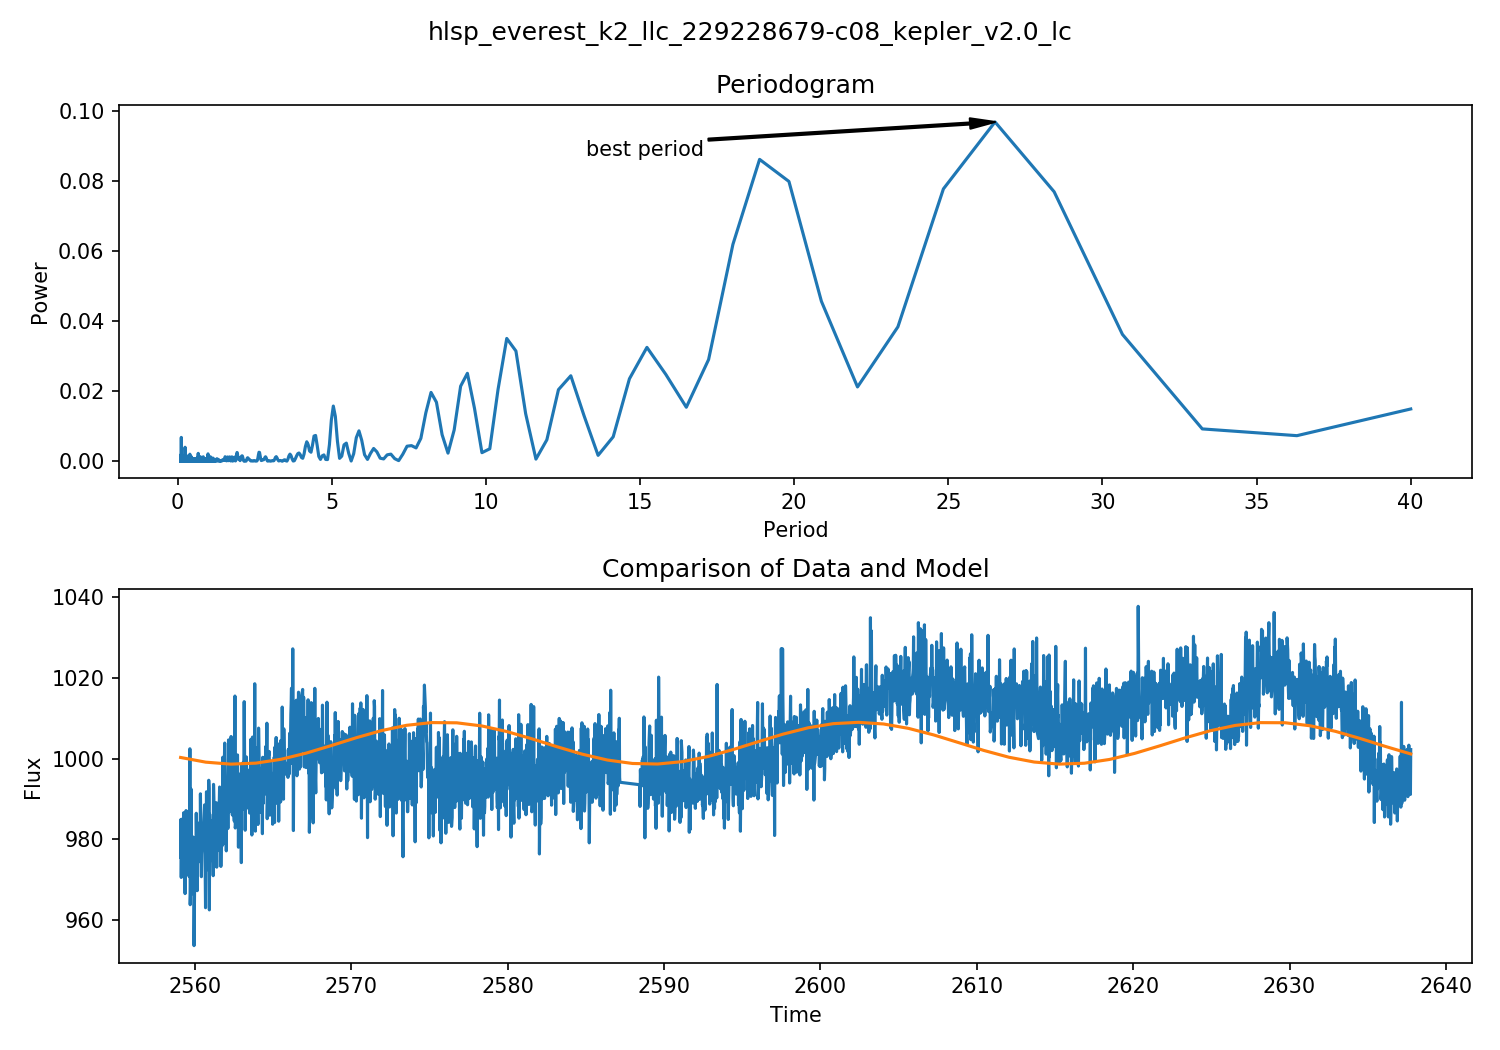 hlsp_everest_k2_llc_229228679-c08_kepler_v2.0_lc
Periodogram
0.10
0.08
0.06
0.04
0.02
0.00
Power
best period
0 5 10 15 20 25 30 35 40
Period
Comparison of Data and Model
1040
1020
1000
980
960
Flux
2560 2570 2580 2590 2600 2610 2620 2630 2640
Time